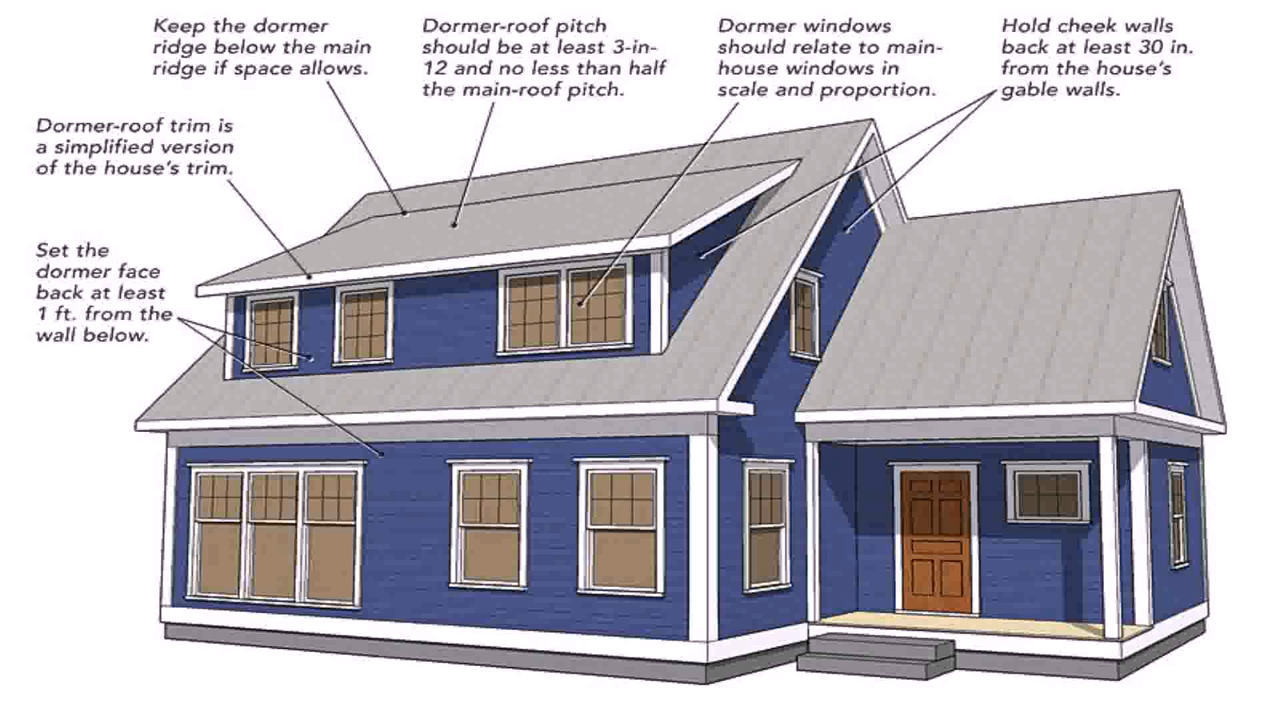 Keep the dormer
ridge below the main
ridge if space allows.
Dormer-roof pitch
should be at least 3-in-
12 and no less than half
the main-roof pitch.
Dormer windows
should relate to main-
house windows in
scale and proportion.
Hold cheek walls
back at least 30 in.
from the house's
gable walls.
Dormer-roof trim is
a simplified version
of the house's trim.
Set the
dormer face
back at least
1 ft. from the
wall below.